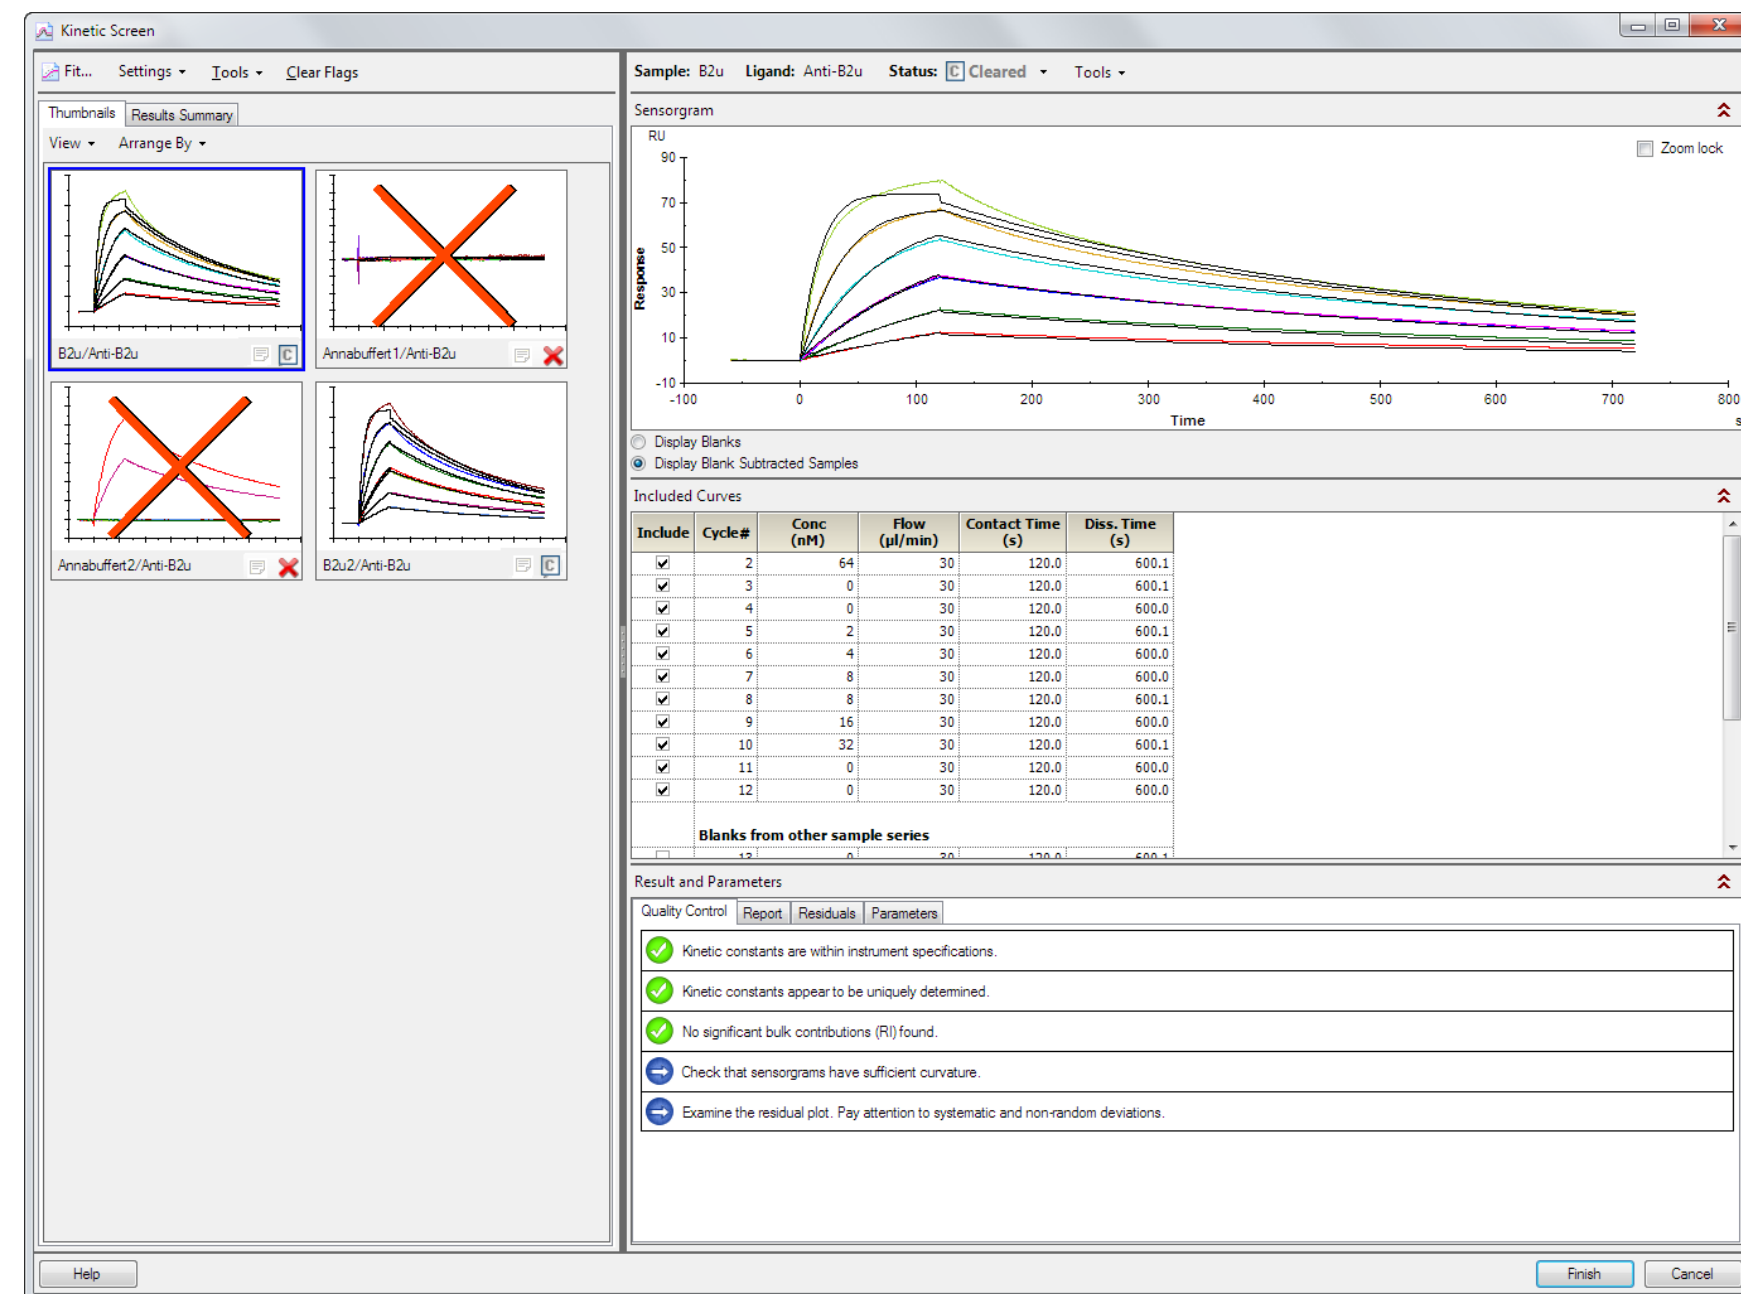 Kinetic Screen
Fit... Settings Tools Clear Flags
Thumbnails Results Summary
View Arrange By
B2u/Anti-B2u C
Annabuffert1/Anti-B2u
Annabuffert2/Anti-B2u
B2u2/Anti-B2u C
Sample: B2u Ligand: Anti-B2u Status: C Cleared Tools
Sensorgram
RU
Zoom lock
90
70
50
30
10
-10
Response
-100 0 100 200 300 400 500 600 700 800
Time s
Display Blanks
Display Blank Subtracted Samples
Included Curves
Include Cycle# Conc (nM) Flow (µl/min) Contact Time (s) Diss. Time (s)
2 64 30 120.0 600.1
3 0 30 120.0 600.1
4 0 30 120.0 600.0
5 2 30 120.0 600.1
6 4 30 120.0 600.0
7 8 30 120.0 600.0
8 8 30 120.0 600.1
9 16 30 120.0 600.0
10 32 30 120.0 600.1
11 0 30 120.0 600.0
12 0 30 120.0 600.0
Blanks from other sample series
13 0 30 120.0 600.1
Result and Parameters
Quality Control Report Residuals Parameters
Kinetic constants are within instrument specifications.
Kinetic constants appear to be uniquely determined.
No significant bulk contributions (RI) found.
Check that sensorgrams have sufficient curvature.
Examine the residual plot. Pay attention to systematic and non-random deviations.
Help Finish Cancel